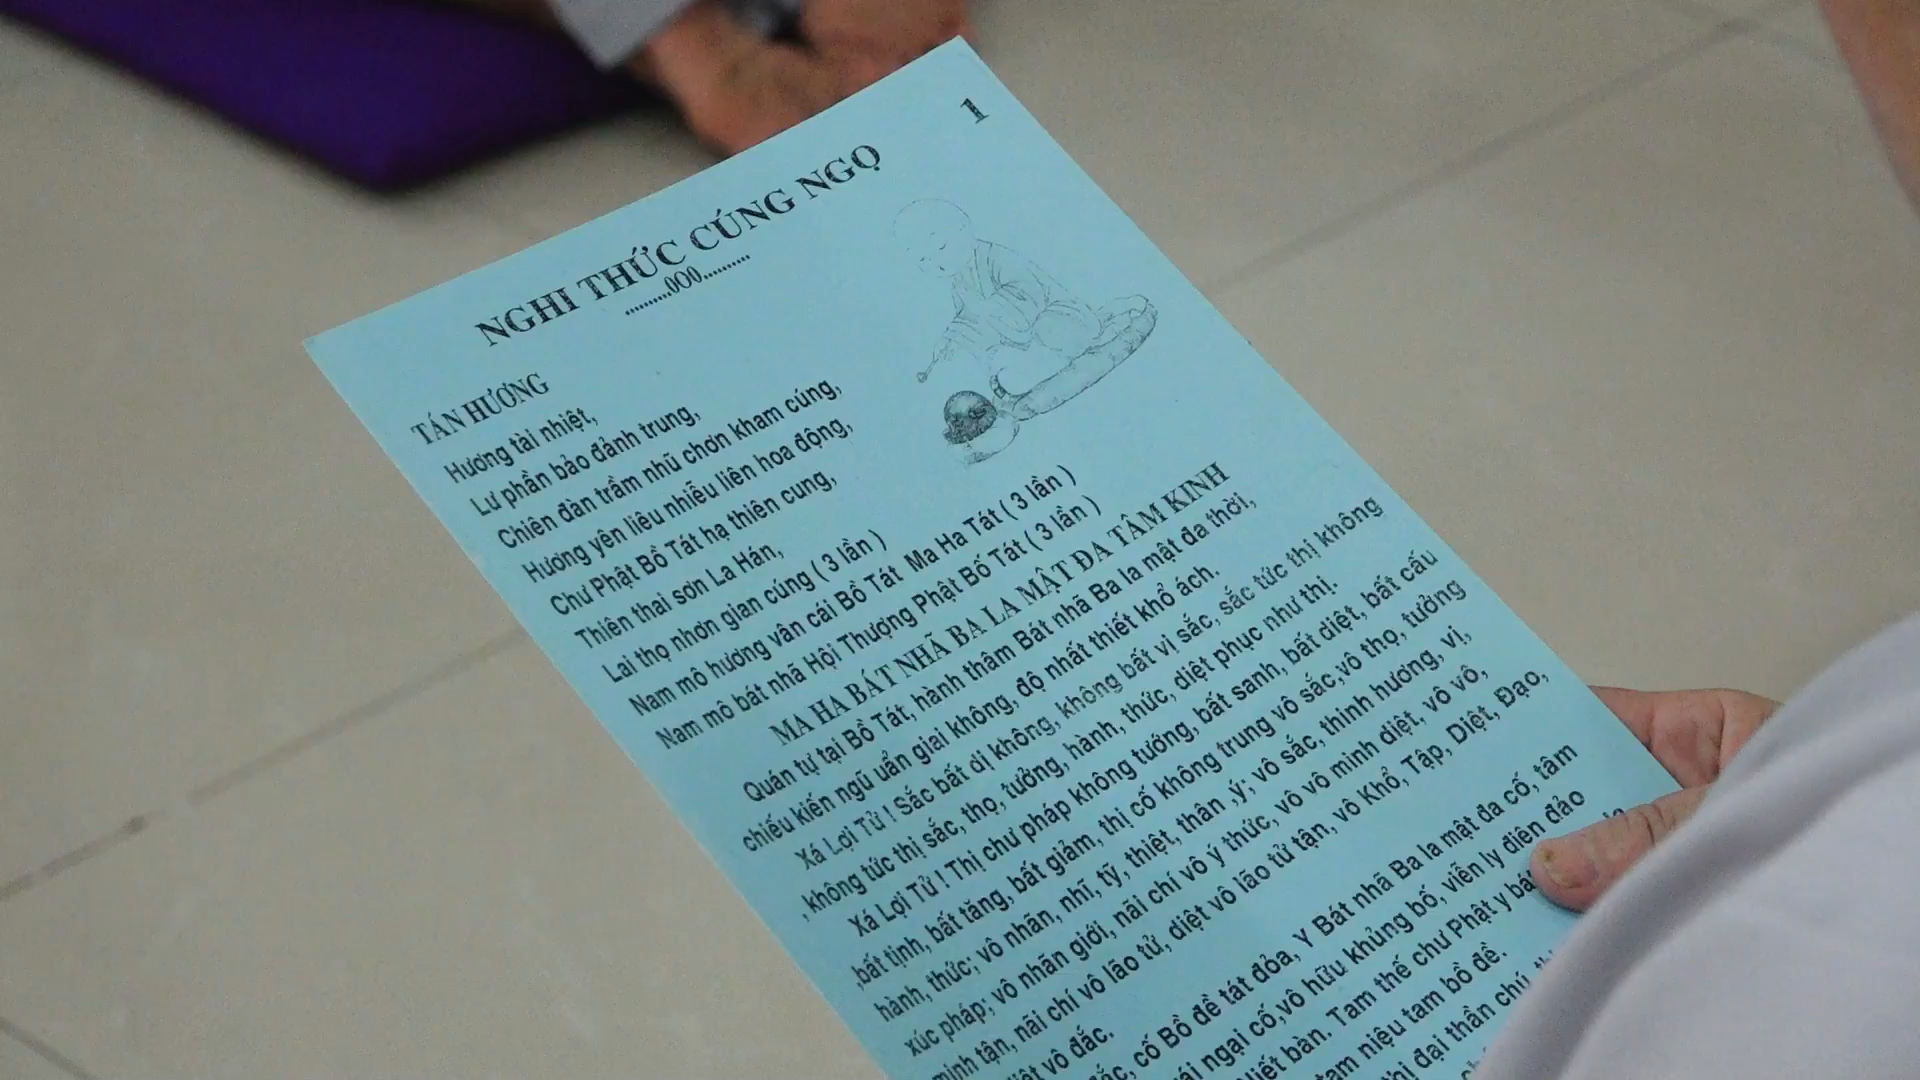 1
NGHI THỨC CÚNG NGỌ
.........000..........
TÁN HƯƠNG
Hương tài nhiệt,
Lư phần bảo đảnh trung,
Chiên đàn trầm nhũ chơn kham cúng,
Hương yên liêu nhiễu liên hoa động,
Chư Phật Bồ Tát hạ thiên cung,
Thiên thai sơn La Hán,
Lai thọ nhơn gian cúng ( 3 lần )
Nam mô hương vân cái Bồ Tát Ma Ha Tát ( 3 lần )
Nam mô bát nhã Hội Thượng Phật Bồ Tát ( 3 lần )
MA HA BÁT NHÃ BA LA MẬT ĐA TÂM KINH
Quán tự tại Bồ Tát, hành thâm Bát nhã Ba la mật đa thời,
chiếu kiến ngũ uẩn giai không, độ nhất thiết khổ ách.
Xá Lợi Tử ! Sắc bất dị không, không bất vi sắc, sắc tức thị không
, không tức thị sắc, thọ, tưởng, hành, thức, diệt phục như thị.
Xá Lợi Tử ! Thị chư pháp không tướng, bất sanh, bất diệt, bất cấu
,bất tịnh, bất tăng, bất giảm, thị cố không trung vô sắc,vô thọ, tưởng
hành, thức; vô nhãn, nhĩ, tỹ, thiệt, thân ,ý; vô sắc, thinh hương, vị,
xúc pháp; vô nhãn giới, nãi chí vô ý thức, vô vô minh diệt, vô vô,
minh tận, nãi chí vô lão tử, diệt vô lão tử tận, vô Khổ, Tập, Diệt, Đạo,
vô đắc.
cố Bồ đề tát đỏa, Y Bát nhã Ba la mật đa cố, tâm
ngại cố,vô hữu khủng bố, viễn ly điên đảo
bàn. Tam thế chư Phật y
tam niệu tam bồ đề.
đại thần chú